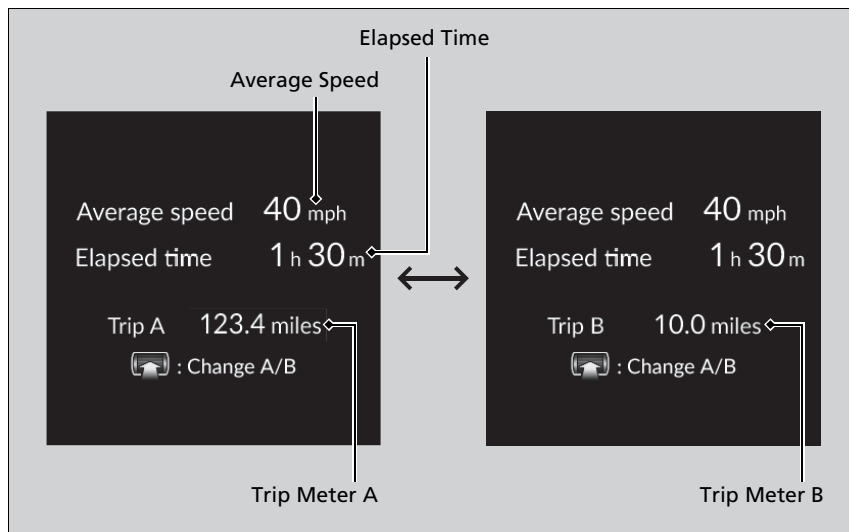 Elapsed Time
Average Speed
Average speed 40 mph
Elapsed time 1 h 30 m
Trip A 123.4 miles
: Change A/B
Average speed 40 mph
Elapsed time 1 h 30 m
Trip B 10.0 miles
: Change A/B
Trip Meter A
Trip Meter B